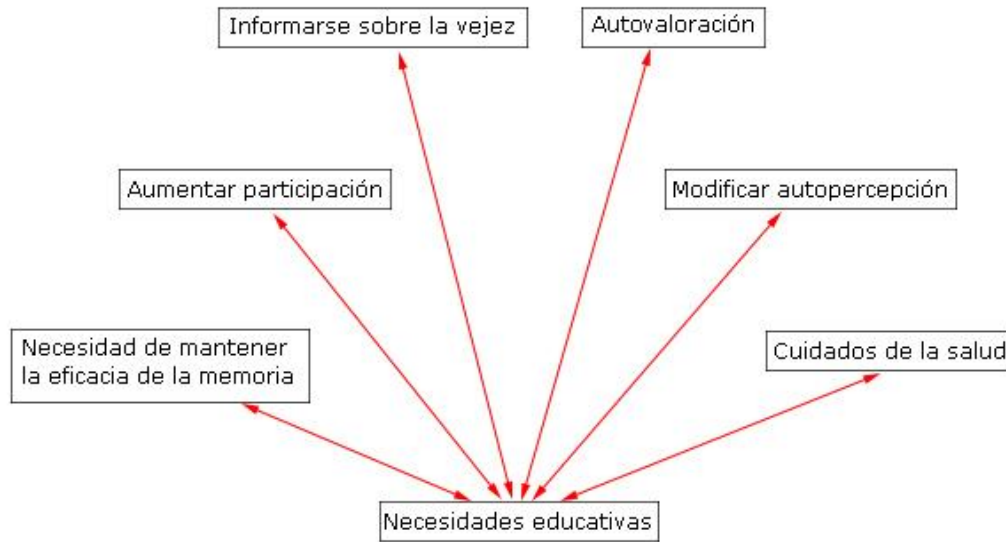 Informarse sobre la vejez
Autovaloración
Aumentar participación
Modificar autopercepción
Necesidad de mantener
la eficacia de la memoria
Cuidados de la salud
Necesidades educativas